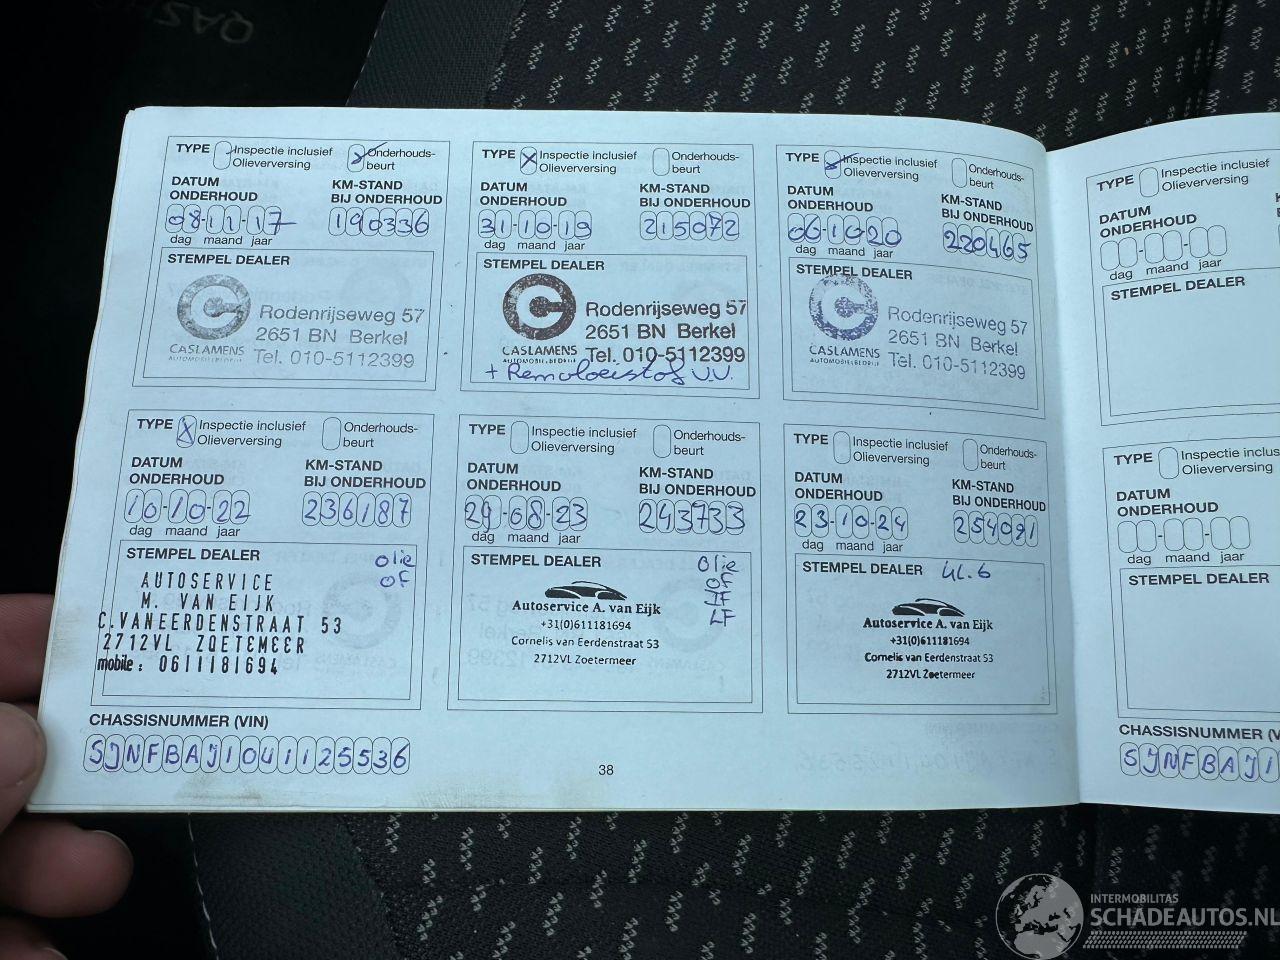 QASH
TYPE Inspectie inclusief Olieverversing Onderhouds-beurt
DATUM ONDERHOUD KM-STAND BIJ ONDERHOUD
08-11-17 190336
dag maand jaar
STEMPEL DEALER
Rodenrijseweg 57
2651 BN Berkel
CASLAMENS Tel. 010-5112399
AUTOMOBIELBEDRIJF
TYPE X Inspectie inclusief Olieverversing Onderhouds-beurt
DATUM ONDERHOUD KM-STAND BIJ ONDERHOUD
31-10-19 215072
dag maand jaar
STEMPEL DEALER
Rodenrijseweg 57
2651 BN Berkel
CASLAMENS Tel. 010-5112399
AUTOMOBIELBEDRIJF
+ Remvloeistof V.V.
TYPE Inspectie inclusief Olieverversing Onderhouds-beurt
DATUM ONDERHOUD KM-STAND BIJ ONDERHOUD
06-10-20 220465
dag maand jaar
STEMPEL DEALER
Rodenrijseweg 57
2651 BN Berkel
CASLAMENS Tel. 010-5112399
AUTOMOBIELBEDRIJF
TYPE X Inspectie inclusief Olieverversing Onderhouds-beurt
DATUM ONDERHOUD KM-STAND BIJ ONDERHOUD
10-10-22 236187
dag maand jaar
STEMPEL DEALER olie
OF
AUTOSERVICE
M. VAN EIJK
C.VANEERDENSTRAAT 53
2712VL ZOETEMEER
mobile: 0611181694
TYPE Inspectie inclusief Olieverversing Onderhouds-beurt
DATUM ONDERHOUD KM-STAND BIJ ONDERHOUD
29-08-23 243733
dag maand jaar
STEMPEL DEALER olie
OF
IF
LF
Autoservice A. van Eijk
+31(0)611181694
Cornelis van Eerdenstraat 53
2712VL Zoetermeer
TYPE Inspectie inclusief Olieverversing Onderhouds-beurt
DATUM ONDERHOUD KM-STAND BIJ ONDERHOUD
23-10-24 254091
dag maand jaar
STEMPEL DEALER
Autoservice A. van Eijk
+31(0)611181694
Cornelis van Eerdenstraat 53
2712VL Zoetermeer
CHASSISNUMMER (VIN)
SJNFBAJ10U1125536
38
TYPE Inspectie inclus Olieverversing
DATUM ONDERHOUD
dag maand jaar
STEMPEL DEALER
TYPE Inspectie inclus Olieverversing
DATUM ONDERHOUD
dag maand jaar
STEMPEL DEALER
CHASSISNUMMER (V
SJNFBAJ1
INTERMOBILITAS
SCHADEAUTOS.NL